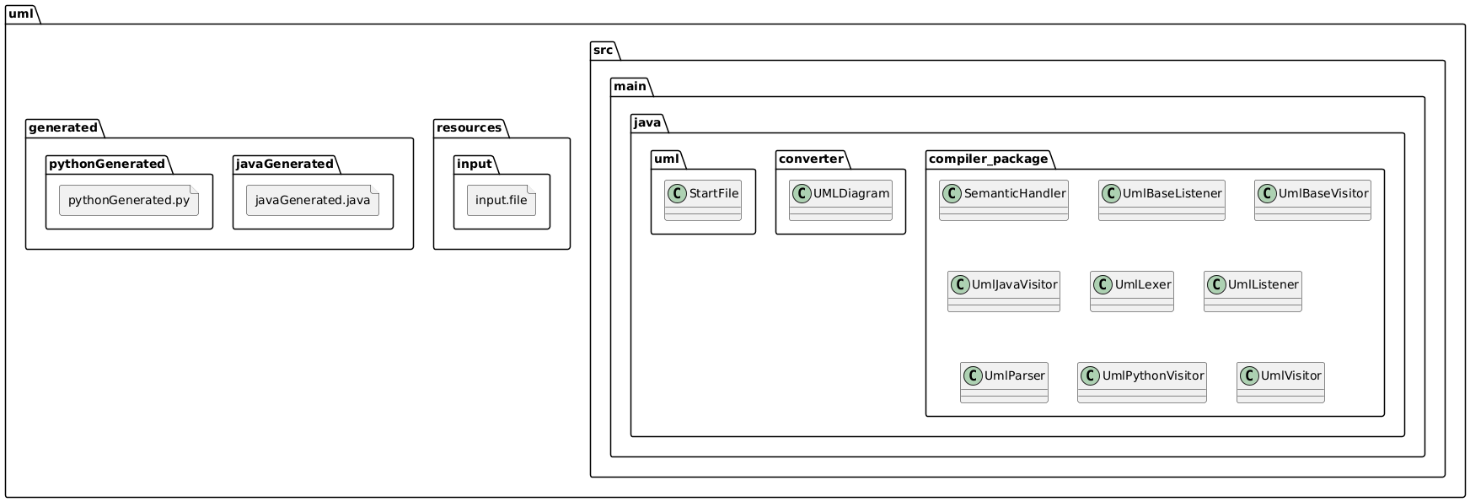 uml
src
main
java
generated
resources
uml
converter
compiler_package
pythonGenerated
javaGenerated
input
pythonGenerated.py
javaGenerated.java
input.file
C StartFile
C UMLDiagram
C SemanticHandler
C UmlBaseListener
C UmlBaseVisitor
C UmlJavaVisitor
C UmlLexer
C UmlListener
C UmlParser
C UmlPythonVisitor
C UmlVisitor